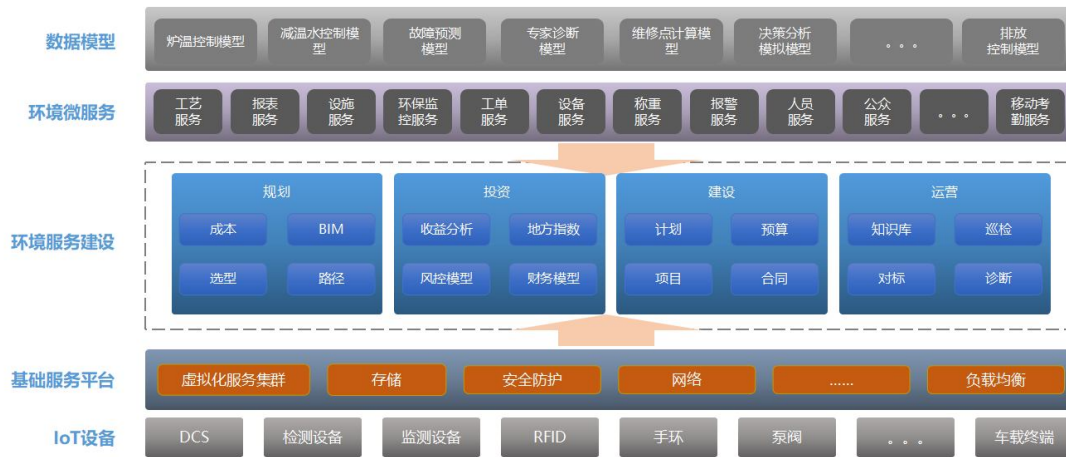 数据模型
炉温控制模型
减温水控制模
型
故障预测
模型
专家诊断
模型
维修点计算模
型
决策分析
模拟模型
。。。
排放
控制模型
环境微服务
工艺
服务
报表
服务
设施
服务
环保监
控服务
工单
服务
设备
服务
称重
服务
报警
服务
人员
服务
公众
服务
。。。
移动考
勤服务
环境服务建设
规划
成本
BIM
选型
路径
投资
收益分析
地方指数
风控模型
财务模型
建设
计划
预算
项目
合同
运营
知识库
巡检
对标
诊断
基础服务平台
虚拟化服务集群
存储
安全防护
网络
……
负载均衡
IoT设备
DCS
检测设备
监测设备
RFID
手环
泵阀
。。。
车载终端